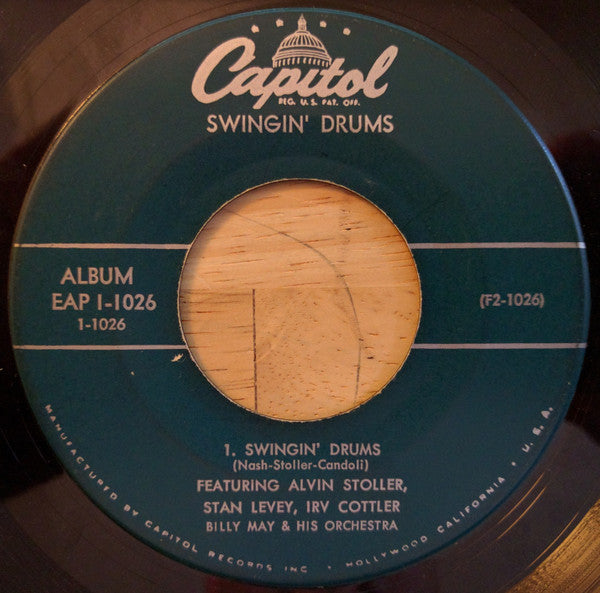 Capitol
REG. U.S. PAT. OFF.
SWINGIN' DRUMS
ALBUM
EAP 1-1026
1-1026
(F2-1026)
1. SWINGIN' DRUMS
(Nash-Stoller-Candoli)
FEATURING ALVIN STOLLER,
STAN LEVEY, IRV COTTLER
BILLY MAY & HIS ORCHESTRA
MANUFACTURED BY CAPITOL RECORDS INC • HOLLYWOOD CALIFORNIA • U.S.A.